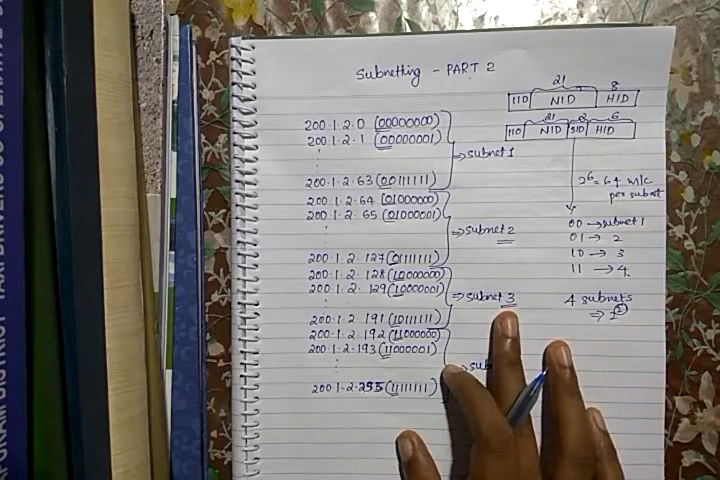 Subnetting - PART 2
21 8
110 NID HID
21 2 6
110 NID SID HID
200.1.2.0 (00000000)
200.1.2.1 (00000001)
⇒ subnet 1
200.1.2.63 (00111111)
200.1.2.64 (01000000)
200.1.2.65 (01000001)
⇒ subnet 2
200.1.2.127 (01111111)
200.1.2.128 (10000000)
200.1.2.129 (10000001)
⇒ subnet 3
200.1.2.191 (10111111)
200.1.2.192 (11000000)
200.1.2.193 (11000001)
⇒ sub
200.1.2.255 (11111111)
2^6 = 64 m/c
per subnet
00 → subnet 1
01 → 2
10 → 3
11 → 4
4 subnets